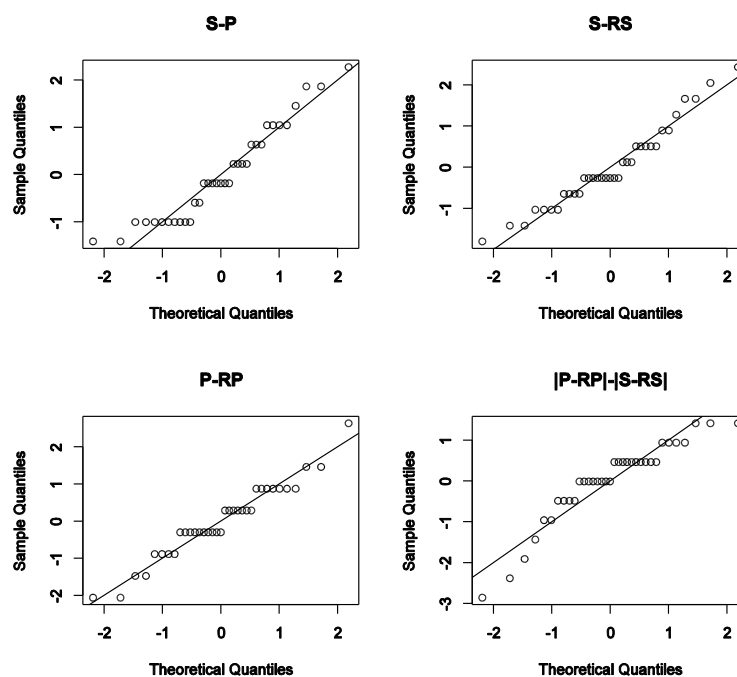 S-P
S-RS
Sample Quantiles
2
1
0
-1
Sample Quantiles
2
1
0
-1
-2 -1 0 1 2
-2 -1 0 1 2
Theoretical Quantiles
Theoretical Quantiles
P-RP
|P-RP|-|S-RS|
Sample Quantiles
2
1
0
-1
-2
Sample Quantiles
1
0
-1
-2
-3
-2 -1 0 1 2
-2 -1 0 1 2
Theoretical Quantiles
Theoretical Quantiles